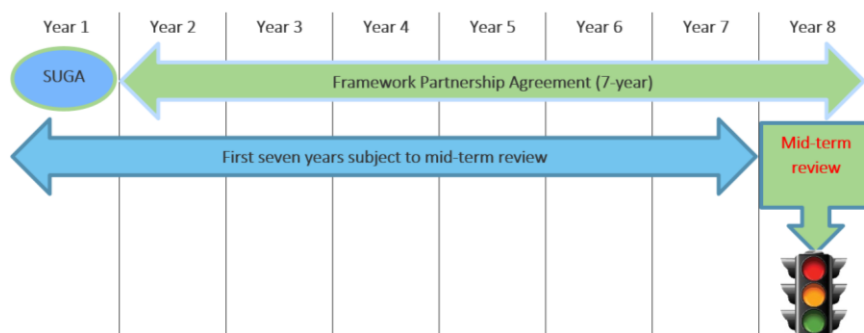 Year 1 Year 2 Year 3 Year 4 Year 5 Year 6 Year 7 Year 8
SUGA
Framework Partnership Agreement (7-year)
First seven years subject to mid-term review
Mid-term
review